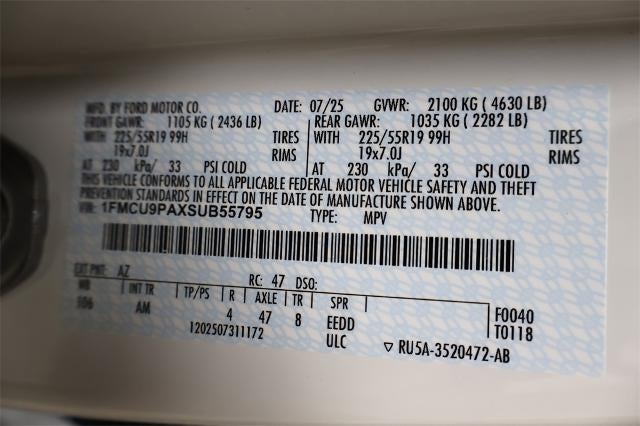 MFD. BY FORD MOTOR CO. DATE: 07/25 GVWR: 2100 KG ( 4630 LB)
FRONT GAWR: 1105 KG ( 2436 LB) REAR GAWR: 1035 KG ( 2282 LB)
WITH 225/55R19 99H TIRES WITH 225/55R19 99H TIRES
19x7.0J RIMS 19x7.0J RIMS
AT 230 kPa/ 33 PSI COLD AT 230 kPa/ 33 PSI COLD
THIS VEHICLE CONFORMS TO ALL APPLICABLE FEDERAL MOTOR VEHICLE SAFETY AND THEFT
PREVENTION STANDARDS IN EFFECT ON THE DATE OF MANUFACTURE SHOWN ABOVE.
VIN: 1FMCU9PAXSUB55795 TYPE: MPV
EXT PNT: AZ RC: 47 DSO:
WB INT TR TP/PS R AXLE TR SPR
106 AM 4 47 8 EEDD F0040
1202507311172 ULC T0118
▽ RU5A-3520472-AB